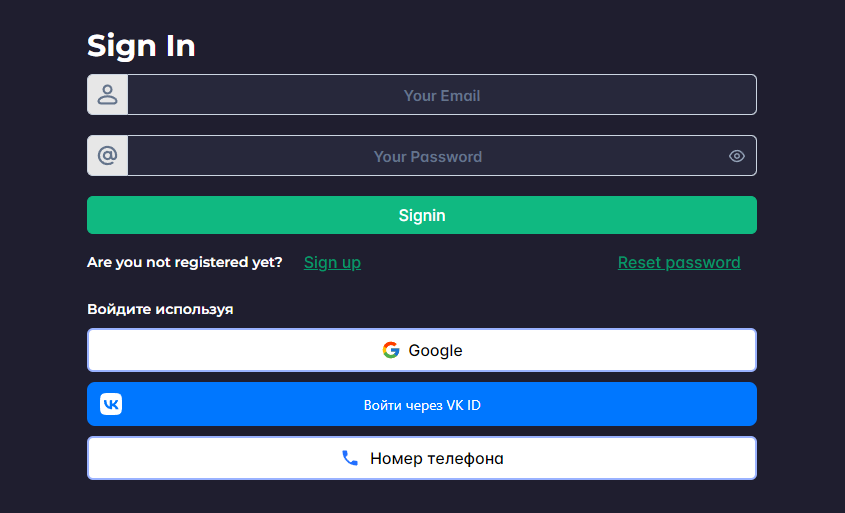 Sign In
Your Email
Your Password
Signin
Are you not registered yet? Sign up Reset password
Войдите используя
Google
Войти через VK ID
Номер телефона